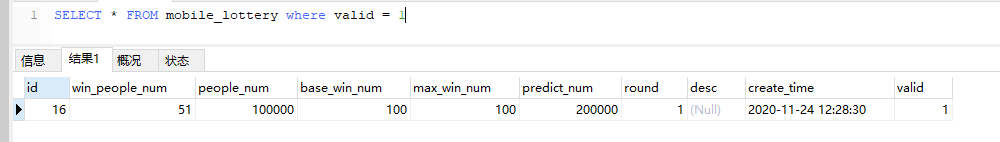 1 SELECT * FROM mobile_lottery where valid = 1
信息 结果1 概况 状态
id win_people_num people_num base_win_num max_win_num predict_num round desc create_time valid
16 51 100000 100 100 200000 1 (Null) 2020-11-24 12:28:30 1